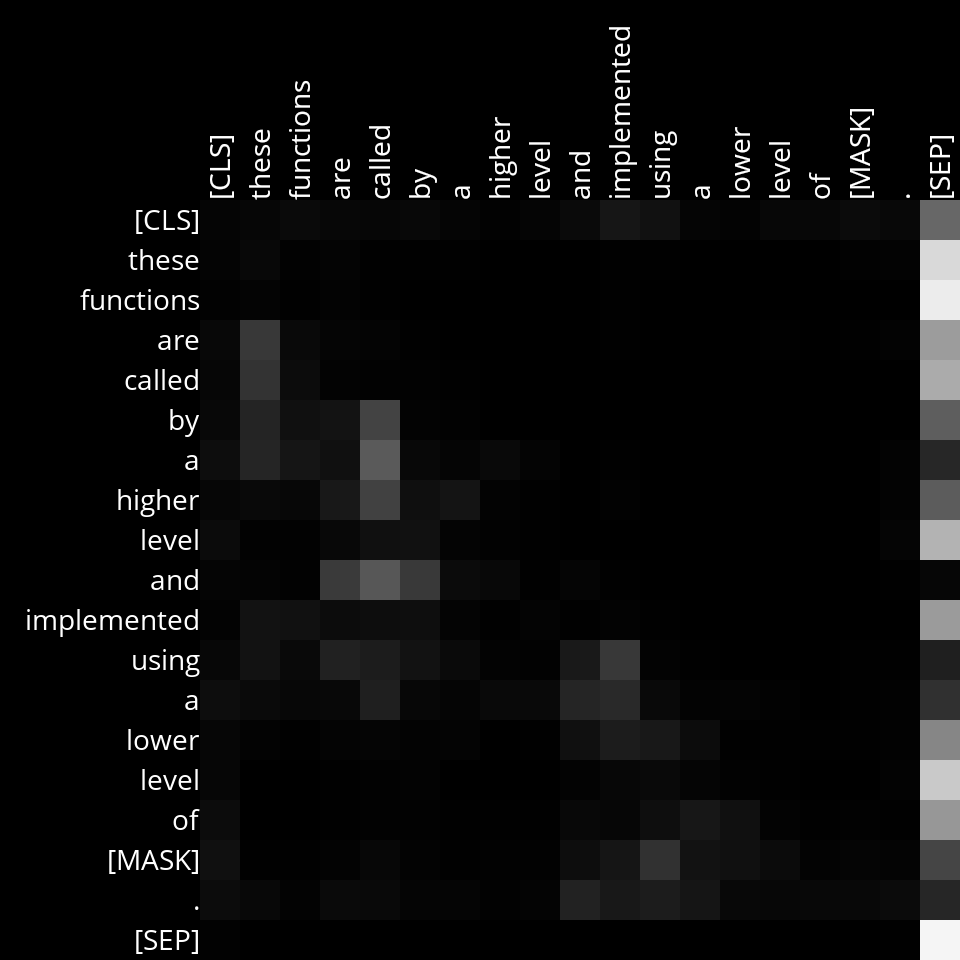 [CLS]
these
functions
are
called
by
a
higher
level
and
implemented
using
a
lower
level
of
[MASK]
.
[SEP]
[CLS]
these
functions
are
called
by
a
higher
level
and
implemented
using
a
lower
level
of
[MASK]
.
[SEP]